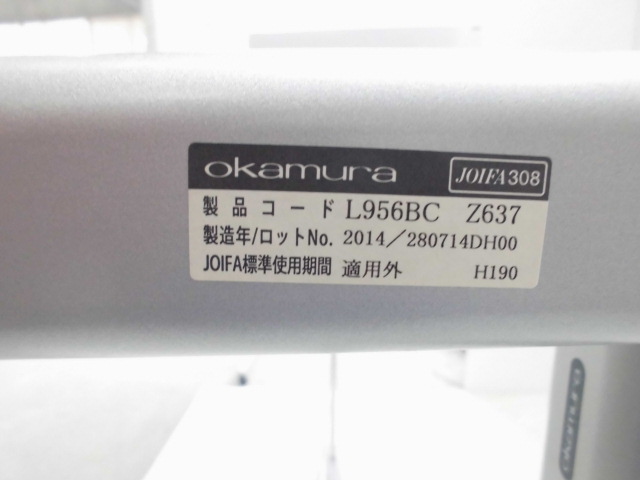 okamura JOIFA308
製品コード L956BC Z637
製造年/ロットNo. 2014/280714DH00
JOIFA標準使用期間 適用外 H190
okamura